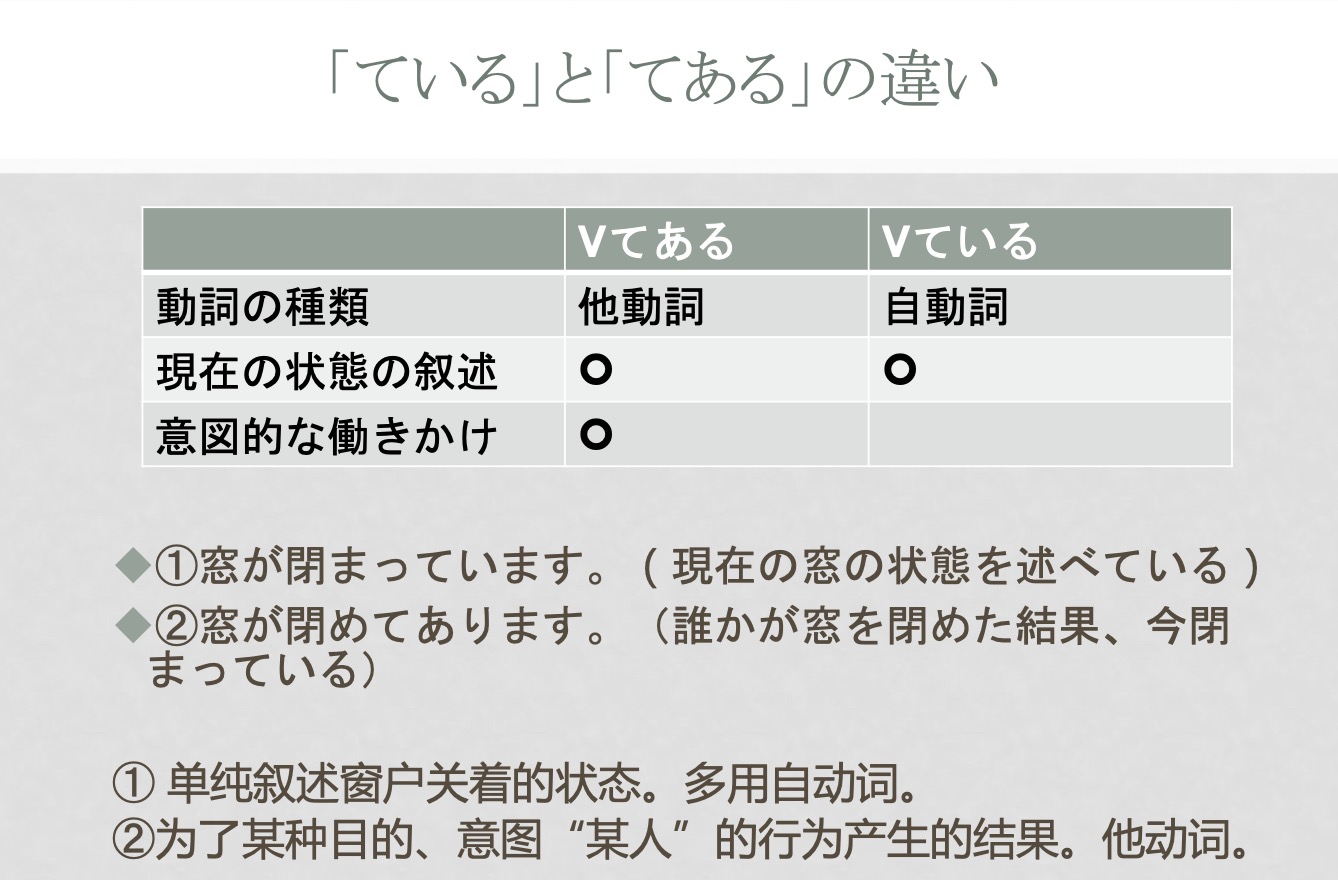 「ている」と「てある」の違い
Vてある Vている
動詞の種類 他動詞 自動詞
現在の状態の叙述 ○ ○
意図的な働きかけ ○
◆①窓が閉まっています。(現在の窓の状態を述べている)
◆②窓が閉めてあります。（誰かが窓を閉めた結果、今閉
まっている）
① 单纯叙述窗户关着的状态。多用自动词。
②为了某种目的、意图“某人”的行为产生的结果。他动词。